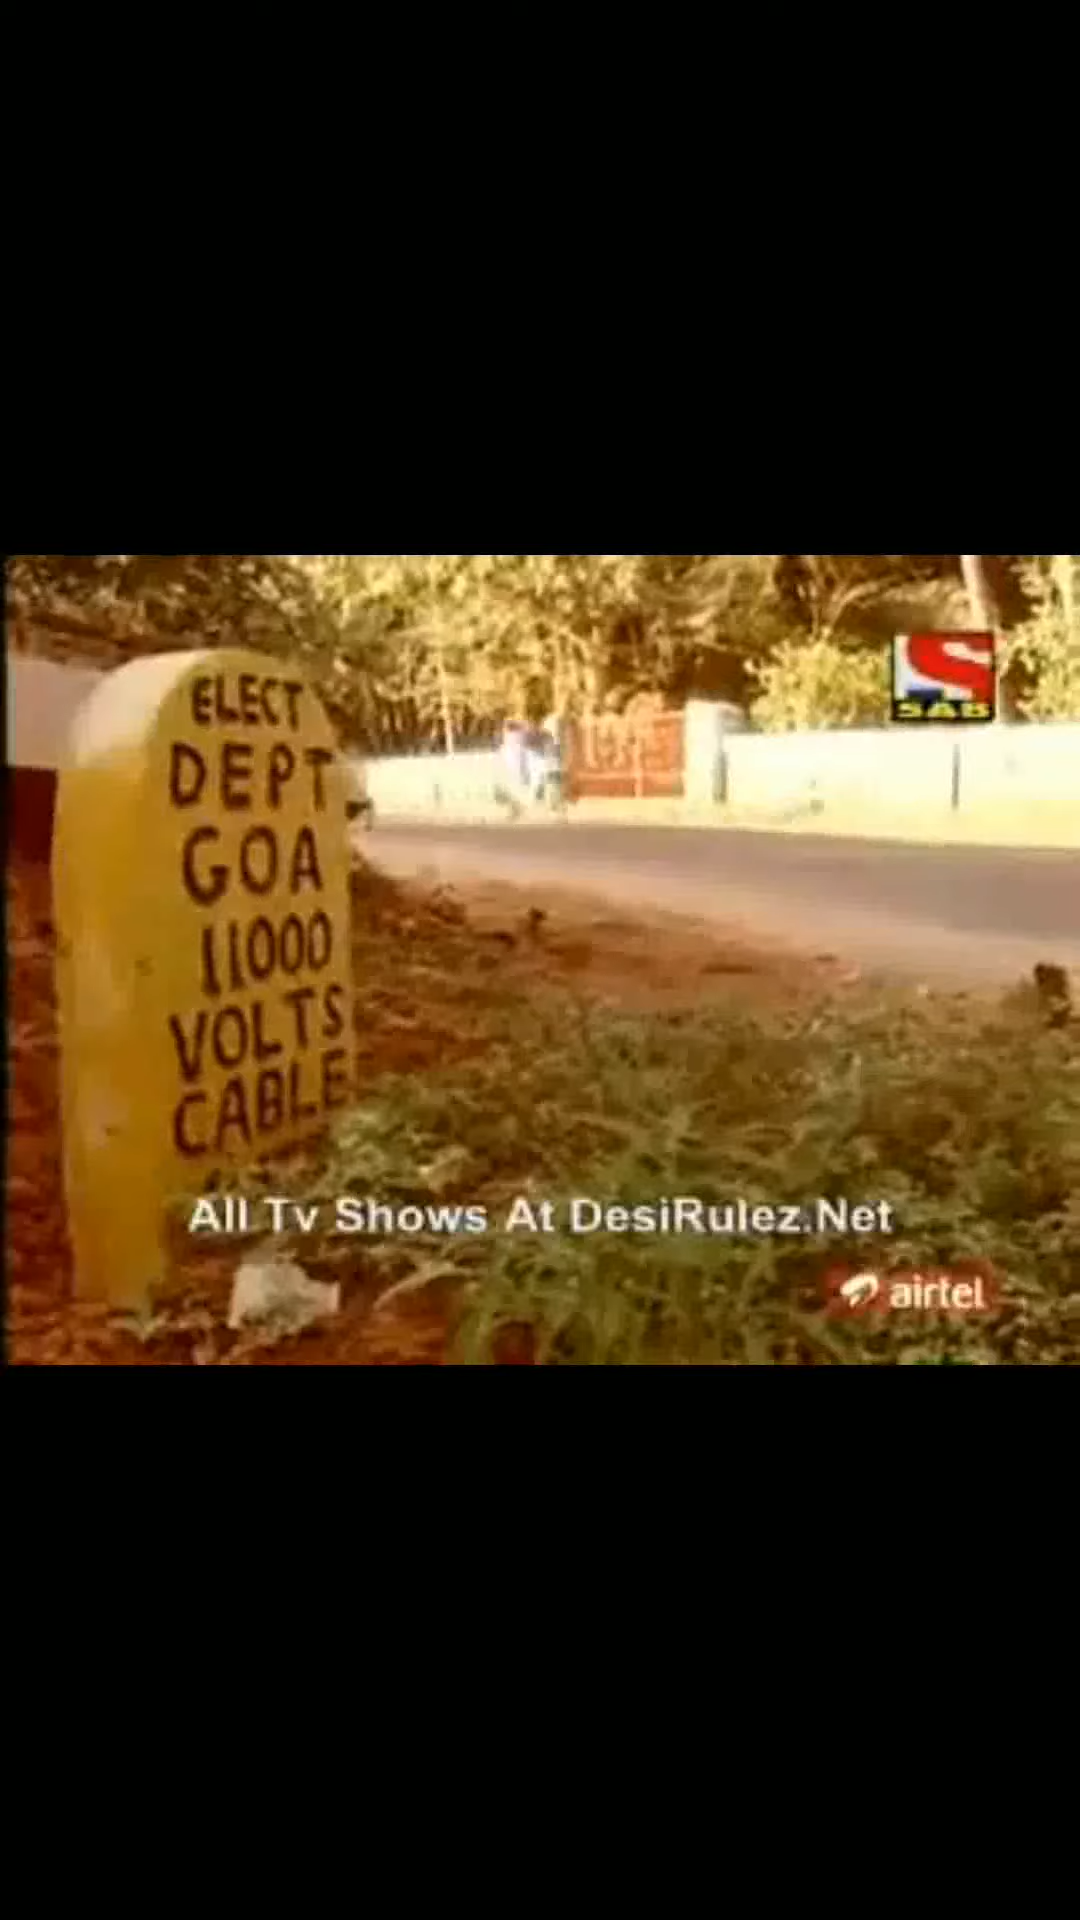 ELECT
DEPT
GOA
11000
VOLTS
CABLE
S
SAB
All Tv Shows At DesiRulez.Net
airtel